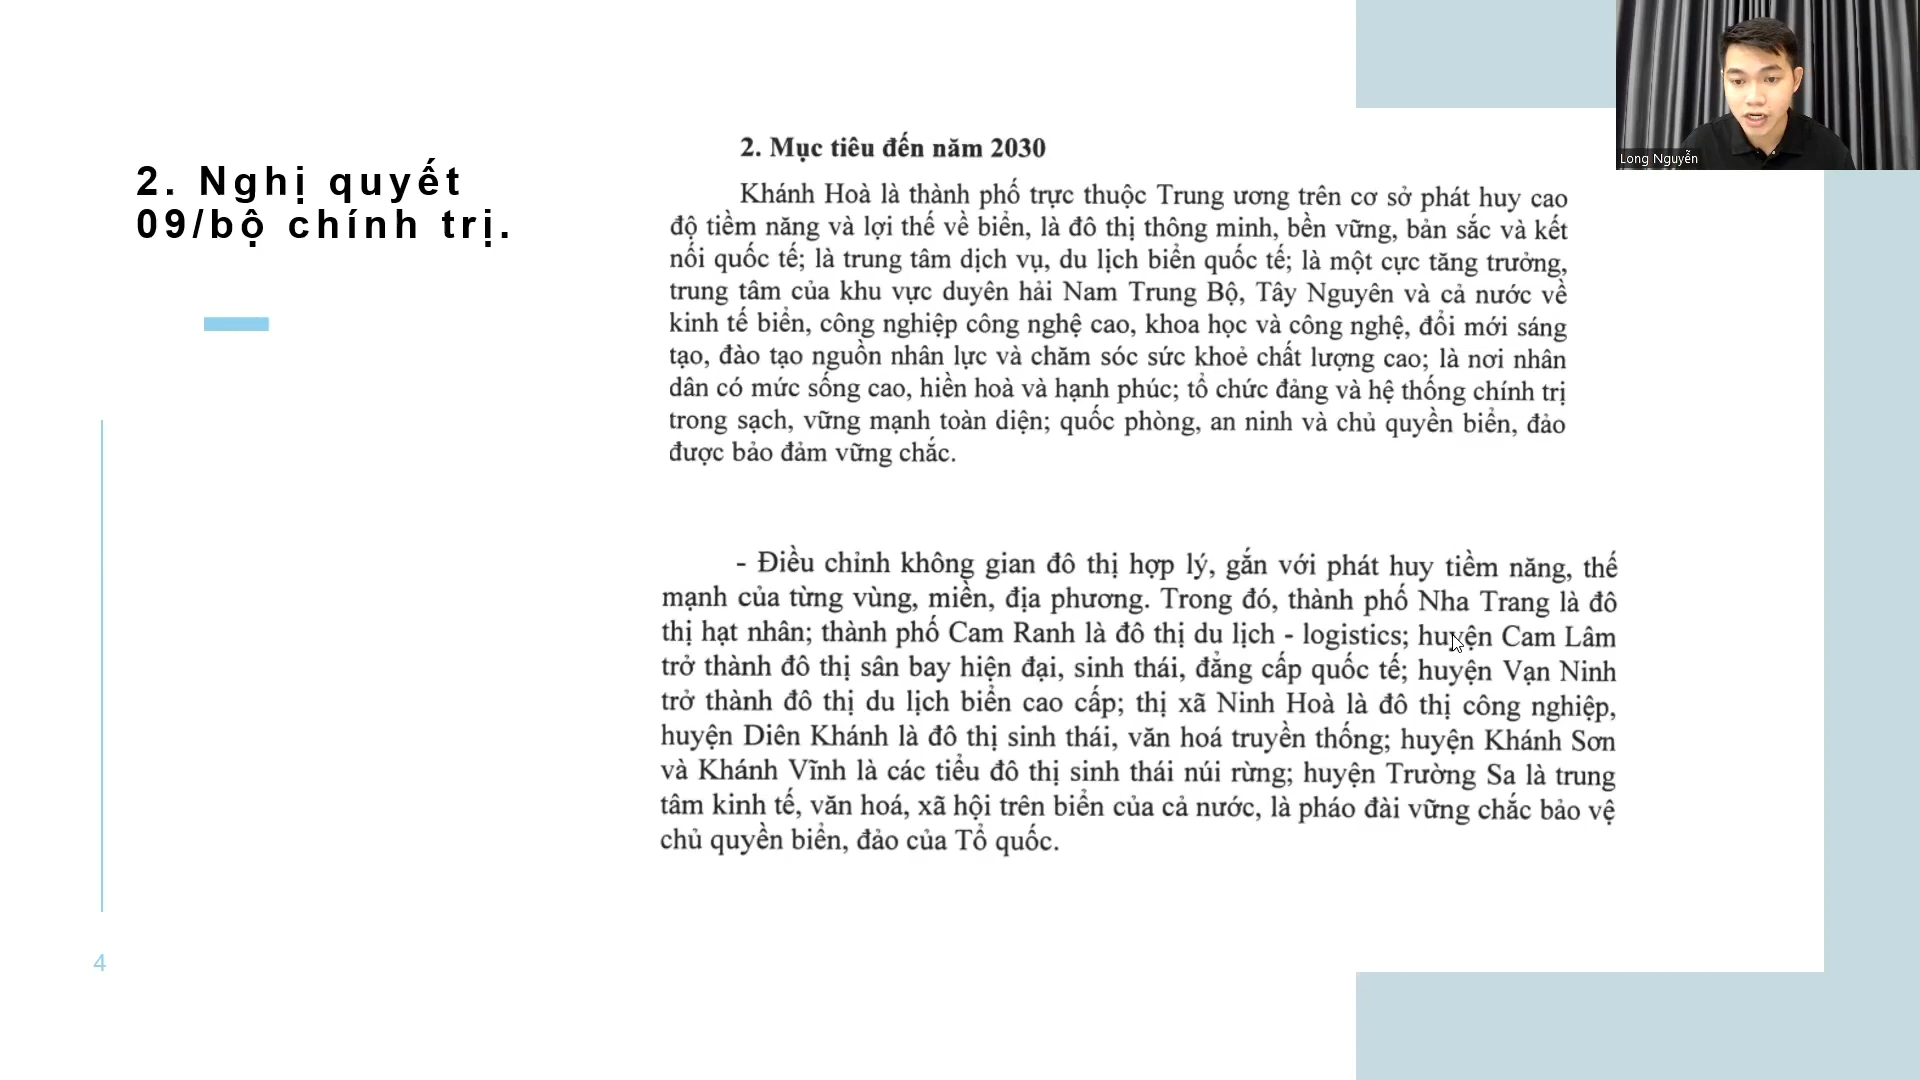 2. Nghị quyết
09/bộ chính trị.
2. Mục tiêu đến năm 2030
Khánh Hoà là thành phố trực thuộc Trung ương trên cơ sở phát huy cao
độ tiềm năng và lợi thế về biển, là đô thị thông minh, bền vững, bản sắc và kết
nối quốc tế; là trung tâm dịch vụ, du lịch biển quốc tế; là một cực tăng trưởng,
trung tâm của khu vực duyên hải Nam Trung Bộ, Tây Nguyên và cả nước về
kinh tế biển, công nghiệp công nghệ cao, khoa học và công nghệ, đổi mới sáng
tạo, đào tạo nguồn nhân lực và chăm sóc sức khoẻ chất lượng cao; là nơi nhân
dân có mức sống cao, hiền hoà và hạnh phúc; tổ chức đảng và hệ thống chính trị
trong sạch, vững mạnh toàn diện; quốc phòng, an ninh và chủ quyền biển, đảo
được bảo đảm vững chắc.
- Điều chỉnh không gian đô thị hợp lý, gắn với phát huy tiềm năng, thế
mạnh của từng vùng, miền, địa phương. Trong đó, thành phố Nha Trang là đô
thị hạt nhân; thành phố Cam Ranh là đô thị du lịch - logistics; huyện Cam Lâm
trở thành đô thị sân bay hiện đại, sinh thái, đẳng cấp quốc tế; huyện Vạn Ninh
trở thành đô thị du lịch biển cao cấp; thị xã Ninh Hoà là đô thị công nghiệp,
huyện Diên Khánh là đô thị sinh thái, văn hoá truyền thống; huyện Khánh Sơn
và Khánh Vĩnh là các tiểu đô thị sinh thái núi rừng; huyện Trường Sa là trung
tâm kinh tế, văn hoá, xã hội trên biển của cả nước, là pháo đài vững chắc bảo vệ
chủ quyền biển, đảo của Tổ quốc.
4
Long Nguyễn